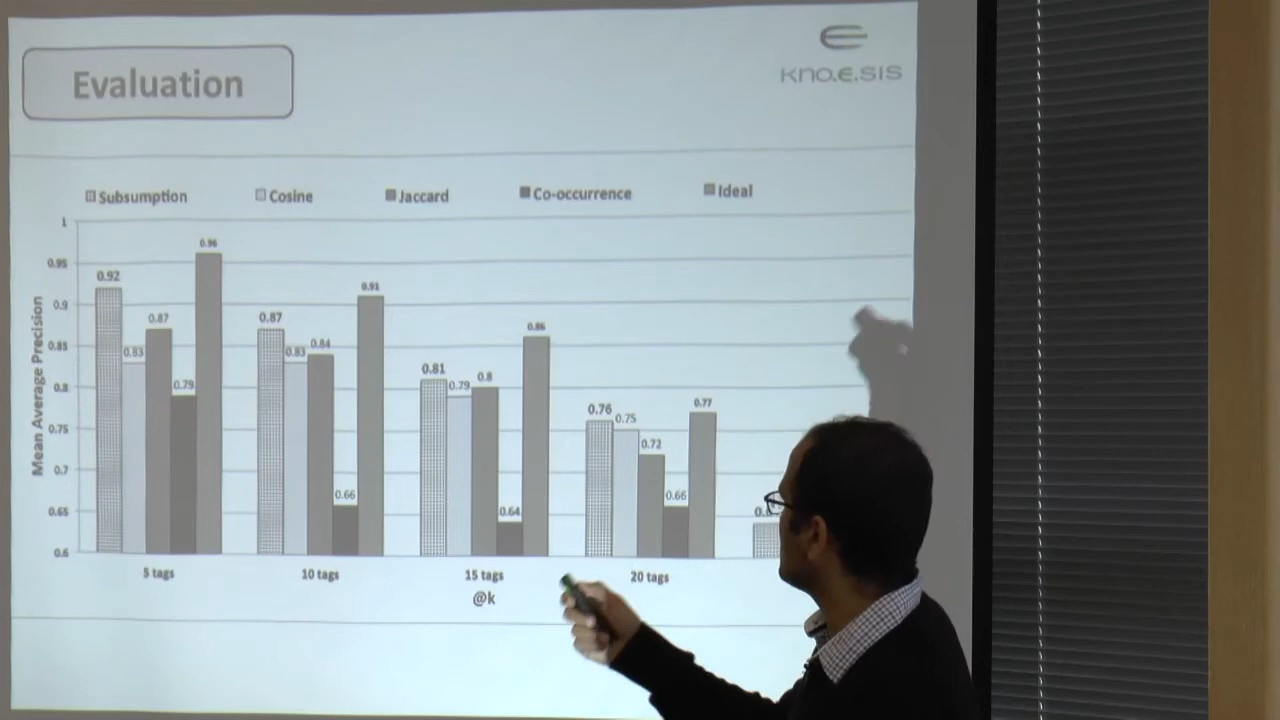 Evaluation
kno.e.sis
Subsumption Cosine Jaccard Co-occurrence Ideal
Mean Average Precision
1
0.95
0.9
0.85
0.8
0.75
0.7
0.65
0.6
0.92 0.83 0.87 0.79 0.96
0.87 0.83 0.84 0.66 0.91
0.81 0.79 0.8 0.64 0.86
0.76 0.75 0.72 0.66 0.77
5 tags 10 tags 15 tags 20 tags
@k